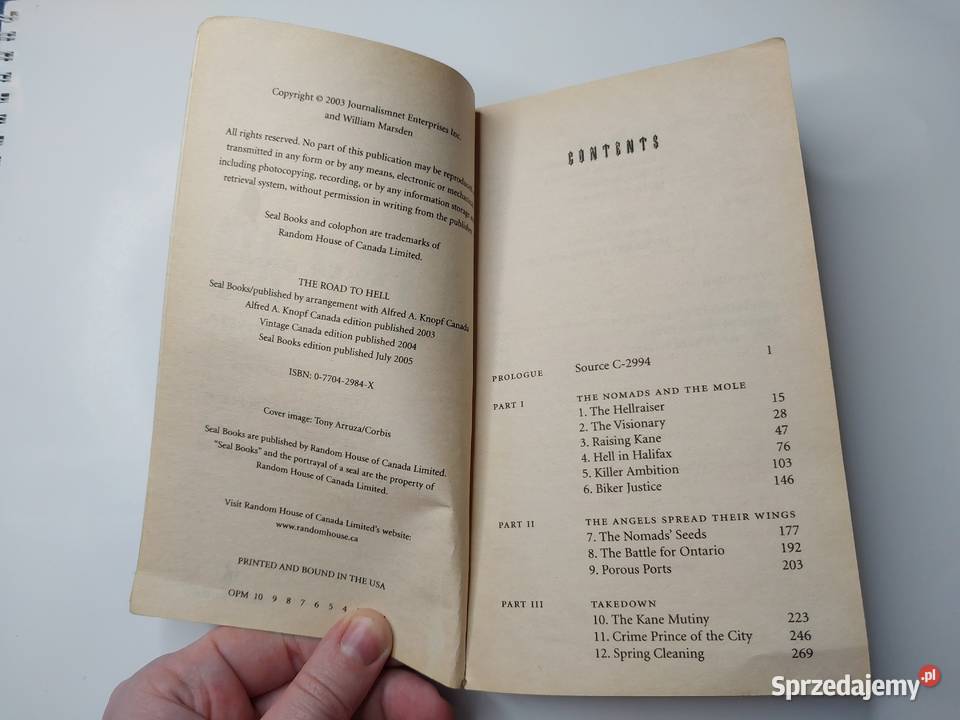 Copyright © 2003 Journalismnet Enterprises Inc.
and William Marsden
All rights reserved. No part of this publication may be reproduced,
transmitted in any form or by any means, electronic or mechanical
including photocopying, recording, or by any information storage
retrieval system, without permission in writing from the publisher.
Seal Books and colophon are trademarks of
Random House of Canada Limited.
THE ROAD TO HELL
Seal Books/published by arrangement with Alfred A. Knopf Canada
Alfred A. Knopf Canada edition published 2003
Vintage Canada edition published 2004
Seal Books edition published July 2005
ISBN: 0-7704-2984-X
Cover image: Tony Arruza/Corbis
Seal Books are published by Random House of Canada Limited.
"Seal Books" and the portrayal of a seal are the property of
Random House of Canada Limited.
Visit Random House of Canada Limited's website:
www.randomhouse.ca
PRINTED AND BOUND IN THE USA
OPM 10 9 8 7 6 5 4
CONTENTS
PROLOGUE Source C-2994 1
PART I THE NOMADS AND THE MOLE
1. The Hellraiser 15
2. The Visionary 28
3. Raising Kane 47
4. Hell in Halifax 76
5. Killer Ambition 103
6. Biker Justice 146
PART II THE ANGELS SPREAD THEIR WINGS
7. The Nomads' Seeds 177
8. The Battle for Ontario 192
9. Porous Ports 203
PART III TAKEDOWN
10. The Kane Mutiny 223
11. Crime Prince of the City 246
12. Spring Cleaning 269
Sprzedajemy.pl